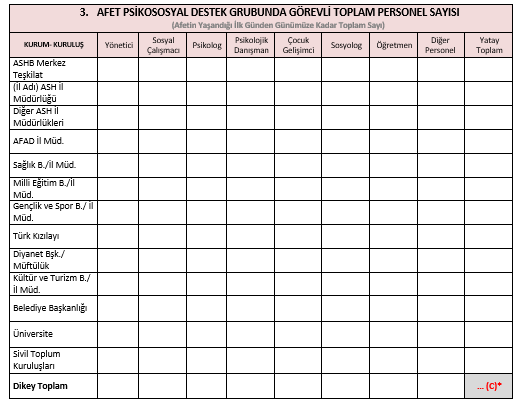 3. AFET PSİKOSOSYAL DESTEK GRUBUNDA GÖREVLİ TOPLAM PERSONEL SAYISI
(Afetin Yaşandığı İlk Günden Günümüze Kadar Toplam Sayı)
KURUM- KURULUŞ Yönetici Sosyal Çalışmacı Psikolog Psikolojik Danışman Çocuk Gelişimci Sosyolog Öğretmen Diğer Personel Yatay Toplam
ASHB Merkez
Teşkilat
(İl Adı) ASH İl
Müdürlüğü
Diğer ASH İl
Müdürlükleri
AFAD İl Müd.
Sağlık B./İl Müd.
Milli Eğitim B./İl
Müd.
Gençlik ve Spor B./ İl
Müd.
Türk Kızılayı
Diyanet Bşk./
Müftülük
Kültür ve Turizm B./
İl Müd.
Belediye Başkanlığı
Üniversite
Sivil Toplum
Kuruluşları
Dikey Toplam ... (C)*